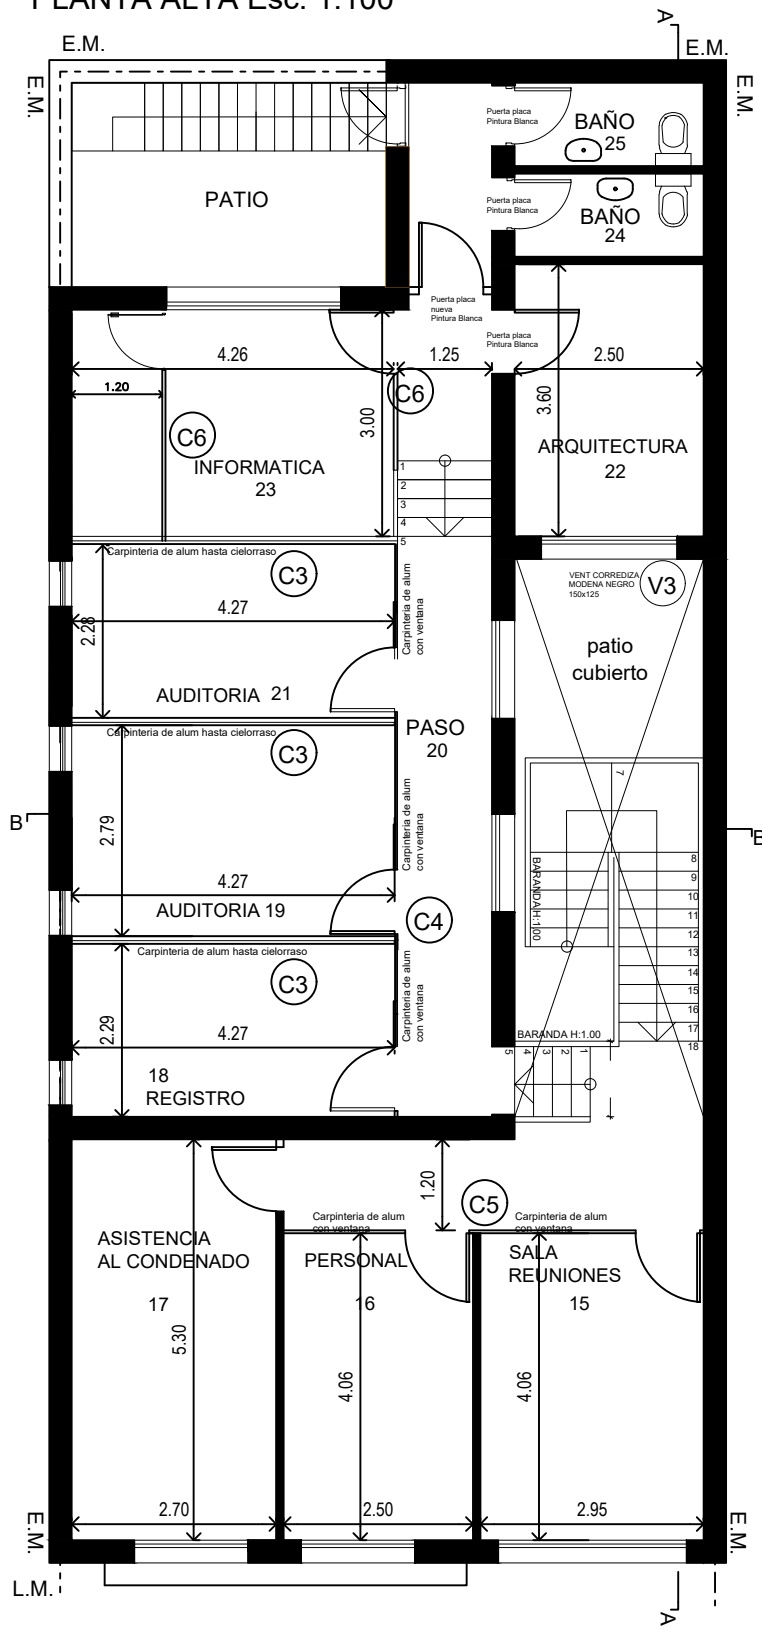 PLANTA ALTA Esc. 1:100
A
E.M.
E.M.
E.M.
E.M.
Puerta placa
Pintura Blanca
BAÑO
25
PATIO
Puerta placa
Pintura Blanca
BAÑO
24
Puerta placa
nueva
Pintura Blanca
Puerta placa
Pintura Blanca
4.26
1.25
2.50
1.20
C6
3.60
3.00
C6
INFORMATICA
23
ARQUITECTURA
22
1
2
3
4
5
Carpinteria de alum hasta cielorraso
C3
VENT CORREDIZA
MODENA NEGRO
150x125
V3
4.27
2.28
Carpinteria de alum
con ventana
patio
cubierto
AUDITORIA 21
Carpinteria de alum hasta cielorraso
C3
PASO
20
7
B
B
2.79
Carpinteria de alum
con ventana
8
9
10
11
12
13
14
15
16
17
18
BARANDA H:1.00
4.27
AUDITORIA 19
C4
Carpinteria de alum hasta cielorraso
C3
Carpinteria de alum
con ventana
2.29
4.27
BARANDA H:1.00
5
4
3
2
1
18
REGISTRO
1.20
C5
Carpinteria de alum
con ventana
Carpinteria de alum
con ventana
ASISTENCIA
AL CONDENADO
17
PERSONAL
16
SALA
REUNIONES
15
5.30
4.06
4.06
2.70
2.50
2.95
E.M.
E.M.
L.M.
A